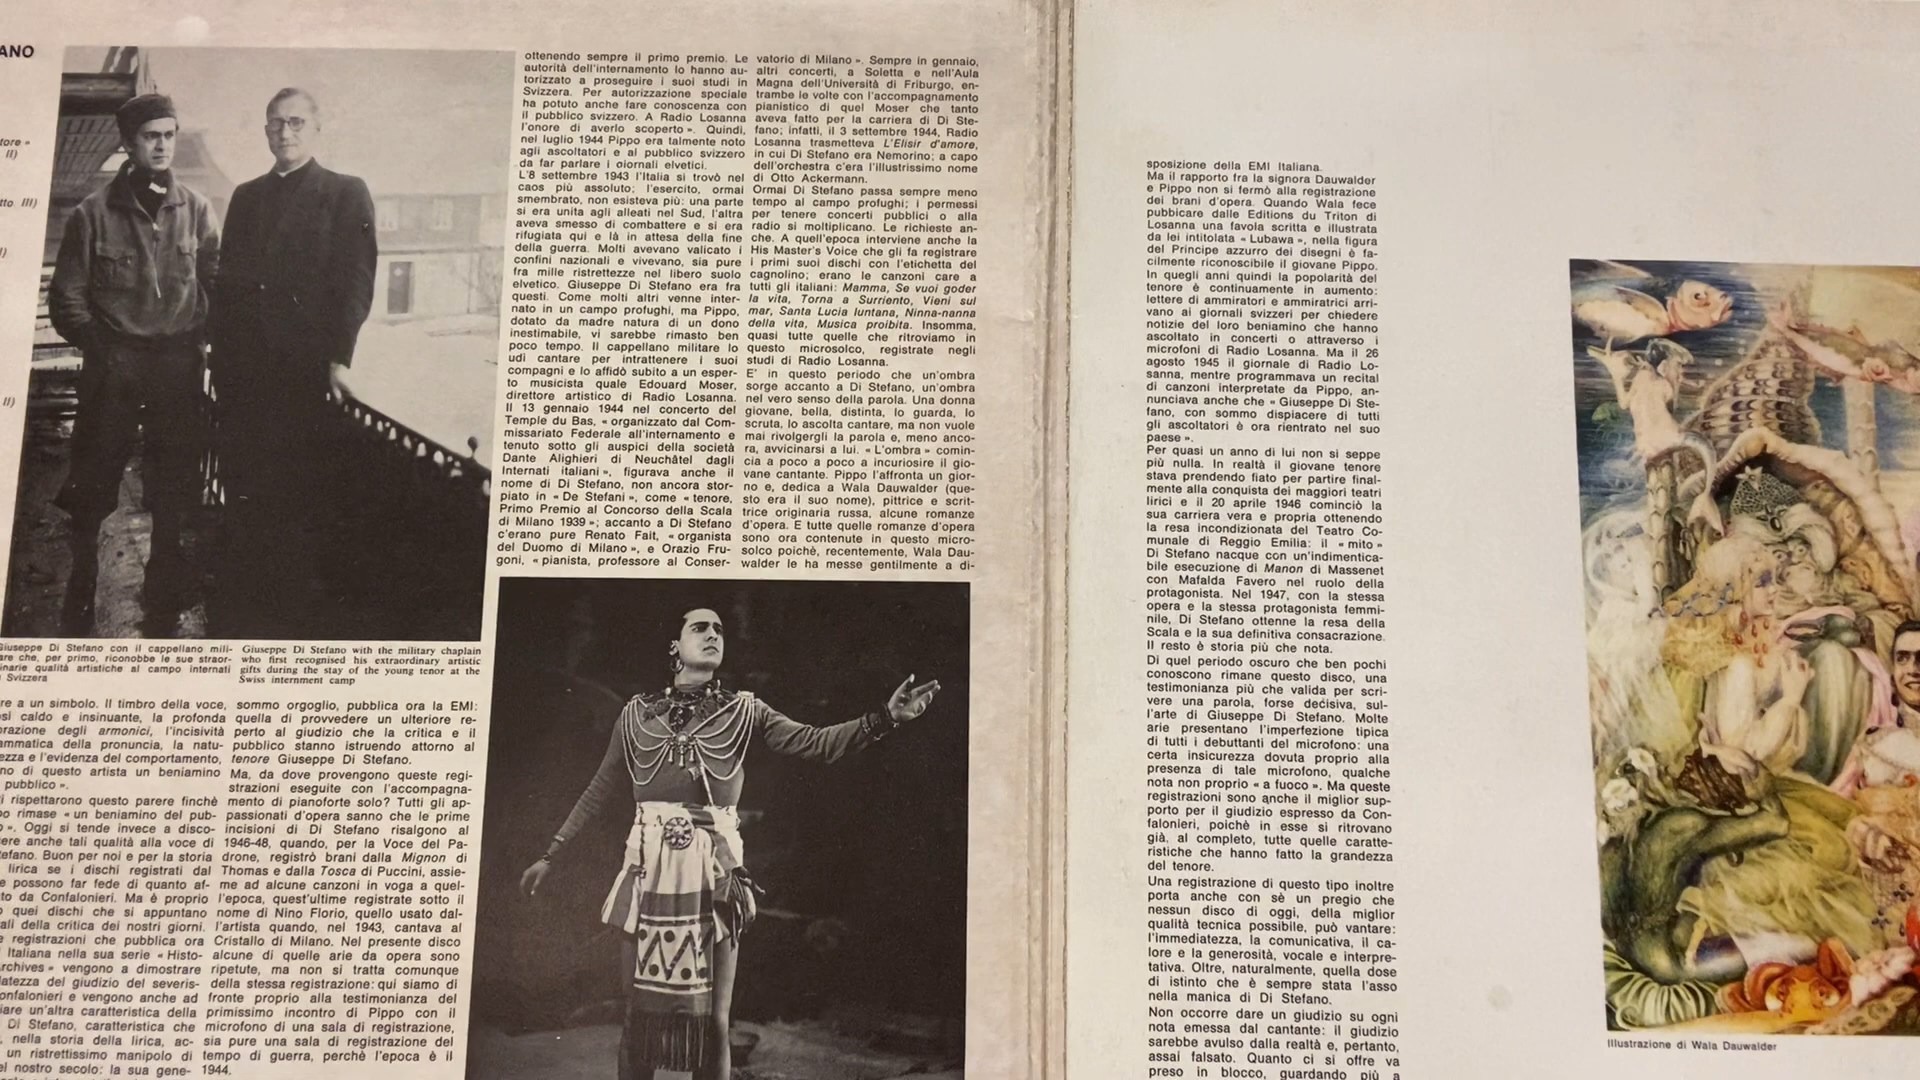 ANO
tore »
II)
tto III)
I)
II)
Giuseppe Di Stefano con il cappellano mili-
are che, per primo, riconobbe le sue straor-
inarie qualità artistiche al campo internati
Svizzera
Giuseppe Di Stefano with the military chaplain
who first recognised his extraordinary artistic
gifts during the stay of the young tenor at the
Swiss internment camp
re a un simbolo. Il timbro della voce,
sì caldo e insinuante, la profonda
orazione degli armonici, l'incisività
ammatica della pronuncia, la natu-
ezza e l'evidenza del comportamento,
no di questo artista un beniamino
pubblico ».
i rispettarono questo parere finchè
po rimase « un beniamino del pub-
o ». Oggi si tende invece a disco-
ere anche tali qualità alla voce di
tefano. Buon per noi e per la storia
lirica se i dischi registrati dal
e possono far fede di quanto af-
to da Confalonieri. Ma è proprio
quei dischi che si appuntano
ali della critica dei nostri giorni.
e registrazioni che pubblica ora
Italiana nella sua serie « Histo-
rchives » vengono a dimostrare
latezza del giudizio del severis-
onfalonieri e vengono anche ad
iare un'altra caratteristica della
Di Stefano, caratteristica che
, nella storia della lirica, ac-
un ristrettissimo manipolo di
el nostro secolo: la sua gene-
sommo orgoglio, pubblica ora la EMI:
quella di provvedere un ulteriore re-
perto al giudizio che la critica e il
pubblico stanno istruendo attorno al
tenore Giuseppe Di Stefano.
Ma, da dove provengono queste regi-
strazioni eseguite con l'accompagna-
mento di pianoforte solo? Tutti gli ap-
passionati d'opera sanno che le prime
incisioni di Di Stefano risalgono al
1946-48, quando, per la Voce del Pa-
drone, registrò brani dalla Mignon di
Thomas e dalla Tosca di Puccini, assie-
me ad alcune canzoni in voga a quel-
l'epoca, quest'ultime registrate sotto il
nome di Nino Florio, quello usato dal-
l'artista quando, nel 1943, cantava al
Cristallo di Milano. Nel presente disco
alcune di quelle arie da opera sono
ripetute, ma non si tratta comunque
della stessa registrazione: qui siamo di
fronte proprio alla testimonianza del
primissimo incontro di Pippo con il
microfono di una sala di registrazione,
sia pure una sala di registrazione del
tempo di guerra, perchè l'epoca è il
1944.
ottenendo sempre il primo premio. Le
autorità dell'internamento lo hanno au-
torizzato a proseguire i suoi studi in
Svizzera. Per autorizzazione speciale
ha potuto anche fare conoscenza con
il pubblico svizzero. A Radio Losanna
l'onore di averlo scoperto ». Quindi,
nel luglio 1944 Pippo era talmente noto
agli ascoltatori e al pubblico svizzero
da far parlare i giornali elvetici.
L'8 settembre 1943 l'Italia si trovò nel
caos più assoluto; l'esercito, ormai
smembrato, non esisteva più: una parte
si era unita agli alleati nel Sud, l'altra
aveva smesso di combattere e si era
rifugiata qui e là in attesa della fine
della guerra. Molti avevano valicato i
confini nazionali e vivevano, sia pure
fra mille ristrettezze nel libero suolo
elvetico. Giuseppe Di Stefano era fra
questi. Come molti altri venne inter-
nato in un campo profughi, ma Pippo,
dotato da madre natura di un dono
inestimabile, vi sarebbe rimasto ben
poco tempo. Il cappellano militare lo
udì cantare per intrattenere i suoi
compagni e lo affidò subito a un esper-
to musicista quale Edouard Moser,
direttore artistico di Radio Losanna.
Il 13 gennaio 1944 nel concerto del
Temple du Bas, « organizzato dal Com-
missariato Federale all'internamento e
tenuto sotto gli auspici della società
Dante Alighieri di Neuchâtel dagli
Internati italiani », figurava anche il
nome di Di Stefano, non ancora stor-
piato in « De Stefani », come « tenore,
Primo Premio al Concorso della Scala
di Milano 1939 »; accanto a Di Stefano
c'erano pure Renato Fait, « organista
del Duomo di Milano », e Orazio Fru-
goni, « pianista, professore al Conser-
vatorio di Milano ». Sempre in gennaio,
altri concerti, a Soletta e nell'Aula
Magna dell'Università di Friburgo, en-
trambe le volte con l'accompagnamento
pianistico di quel Moser che tanto
aveva fatto per la carriera di Di Ste-
fano; infatti, il 3 settembre 1944, Radio
Losanna trasmetteva L'Elisir d'amore,
in cui Di Stefano era Nemorino; a capo
dell'orchestra c'era l'illustrissimo nome
di Otto Ackermann.
Ormai Di Stefano passa sempre meno
tempo al campo profughi; i permessi
per tenere concerti pubblici o alla
radio si moltiplicano. Le richieste an-
che. A quell'epoca interviene anche la
His Master's Voice che gli fa registrare
i primi suoi dischi con l'etichetta del
cagnolino; erano le canzoni care a
tutti gli italiani: Mamma, Se vuoi goder
la vita, Torna a Surriento, Vieni sul
mar, Santa Lucia luntana, Ninna-nanna
della vita, Musica proibita. Insomma,
quasi tutte quelle che ritroviamo in
questo microsolco, registrate negli
studi di Radio Losanna.
E' in questo periodo che un'ombra
sorge accanto a Di Stefano, un'ombra
nel vero senso della parola. Una donna
giovane, bella, distinta, lo guarda, lo
scruta, lo ascolta cantare, ma non vuole
mai rivolgergli la parola e, meno anco-
ra, avvicinarsi a lui. « L'ombra » comin-
cia a poco a poco a incuriosire il gio-
vane cantante. Pippo l'affronta un gior-
no e, dedica a Wala Dauwalder (que-
sto era il suo nome), pittrice e scrit-
trice originaria russa, alcune romanze
d'opera. E tutte quelle romanze d'opera
sono ora contenute in questo micro-
solco poichè, recentemente, Wala Dau-
walder le ha messe gentilmente a di-
sposizione della EMI Italiana.
Ma il rapporto fra la signora Dauwalder
e Pippo non si fermò alla registrazione
dei brani d'opera. Quando Wala fece
pubbicare dalle Editions du Triton di
Losanna una favola scritta e illustrata
da lei intitolata « Lubawa », nella figura
del Principe azzurro dei disegni è fa-
cilmente riconoscibile il giovane Pippo.
In quegli anni quindi la popolarità del
tenore è continuamente in aumento:
lettere di ammiratori e ammiratrici arri-
vano ai giornali svizzeri per chiedere
notizie del loro beniamino che hanno
ascoltato in concerti o attraverso i
microfoni di Radio Losanna. Ma il 26
agosto 1945 il giornale di Radio Lo-
sanna, mentre programmava un recital
di canzoni interpretate da Pippo, an-
nunciava anche che « Giuseppe Di Ste-
fano, con sommo dispiacere di tutti
gli ascoltatori è ora rientrato nel suo
paese ».
Per quasi un anno di lui non si seppe
più nulla. In realtà il giovane tenore
stava prendendo fiato per partire final-
mente alla conquista dei maggiori teatri
lirici e il 20 aprile 1946 cominciò la
sua carriera vera e propria ottenendo
la resa incondizionata del Teatro Co-
munale di Reggio Emilia: il « mito »
Di Stefano nacque con un'indimentica-
bile esecuzione di Manon di Massenet
con Mafalda Favero nel ruolo della
protagonista. Nel 1947, con la stessa
opera e la stessa protagonista femmi-
nile, Di Stefano ottenne la resa della
Scala e la sua definitiva consacrazione.
Il resto è storia più che nota.
Di quel periodo oscuro che ben pochi
conoscono rimane questo disco, una
testimonianza più che valida per scri-
vere una parola, forse decisiva, sul-
l'arte di Giuseppe Di Stefano. Molte
arie presentano l'imperfezione tipica
di tutti i debuttanti del microfono: una
certa insicurezza dovuta proprio alla
presenza di tale microfono, qualche
nota non proprio « a fuoco ». Ma queste
registrazioni sono anche il miglior sup-
porto per il giudizio espresso da Con-
falonieri, poichè in esse si ritrovano
già, al completo, tutte quelle caratte-
ristiche che hanno fatto la grandezza
del tenore.
Una registrazione di questo tipo inoltre
porta anche con sè un pregio che
nessun disco di oggi, della miglior
qualità tecnica possibile, può vantare:
l'immediatezza, la comunicativa, il ca-
lore e la generosità, vocale e interpre-
tativa. Oltre, naturalmente, quella dose
di istinto che è sempre stata l'asso
nella manica di Di Stefano.
Non occorre dare un giudizio su ogni
nota emessa dal cantante: il giudizio
sarebbe avulso dalla realtà e, pertanto,
assai falsato. Quanto ci si offre va
preso in blocco, guardando più a
Illustrazione di Wala Dauwalder